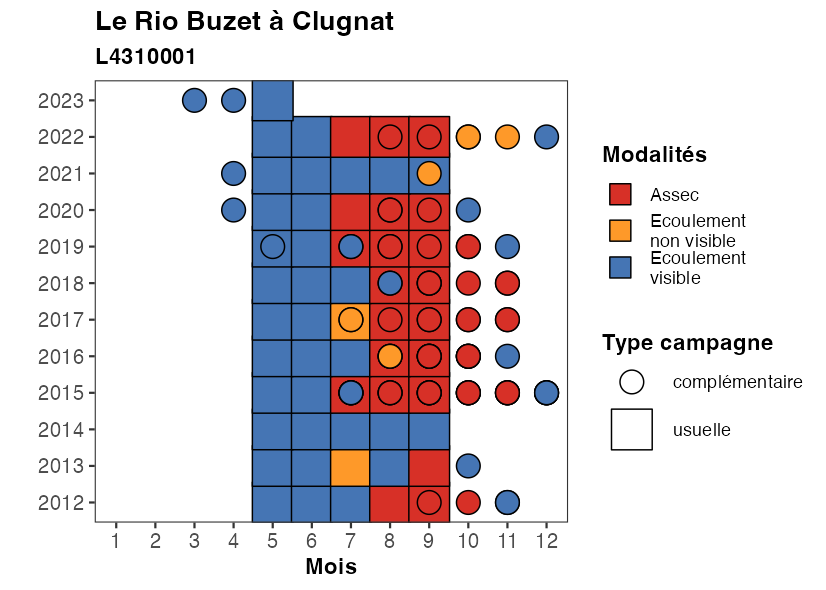 Le Rio Buzet à Clugnat
L4310001
2023
2022
2021
2020
2019
2018
2017
2016
2015
2014
2013
2012
1 2 3 4 5 6 7 8 9 10 11 12
Mois
Modalités
Assec
Ecoulement
non visible
Ecoulement
visible
Type campagne
complémentaire
usuelle